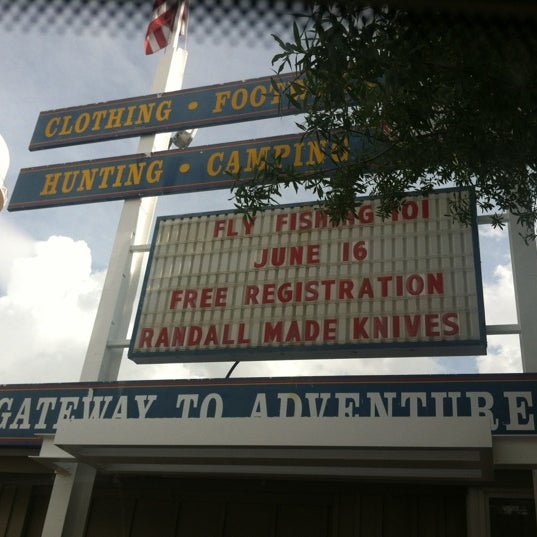 CLOTHING • FOOT
HUNTING • CAMPING
FLY FISHING 101
JUNE 16
FREE REGISTRATION
RANDALL MADE KNIVES
GATEWAY TO ADVENTURE